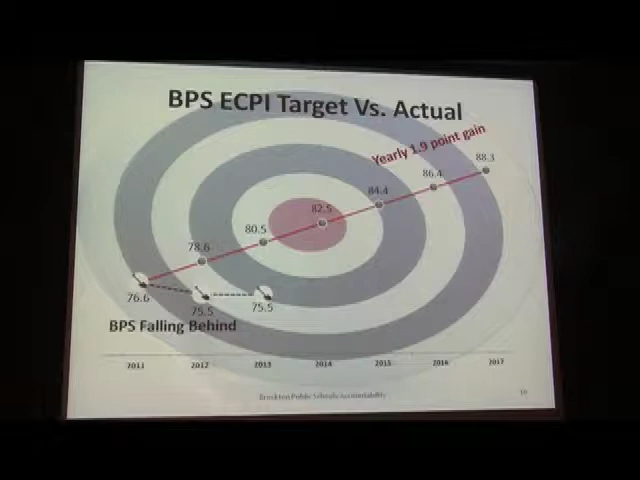 BPS ECPI Target Vs. Actual
Yearly 1.9 point gain
88.3
86.4
84.4
82.5
80.5
78.6
76.6
75.5
75.5
BPS Falling Behind
2011 2012 2013 2014 2015 2016 2017
Brockton Public Schools Accountability